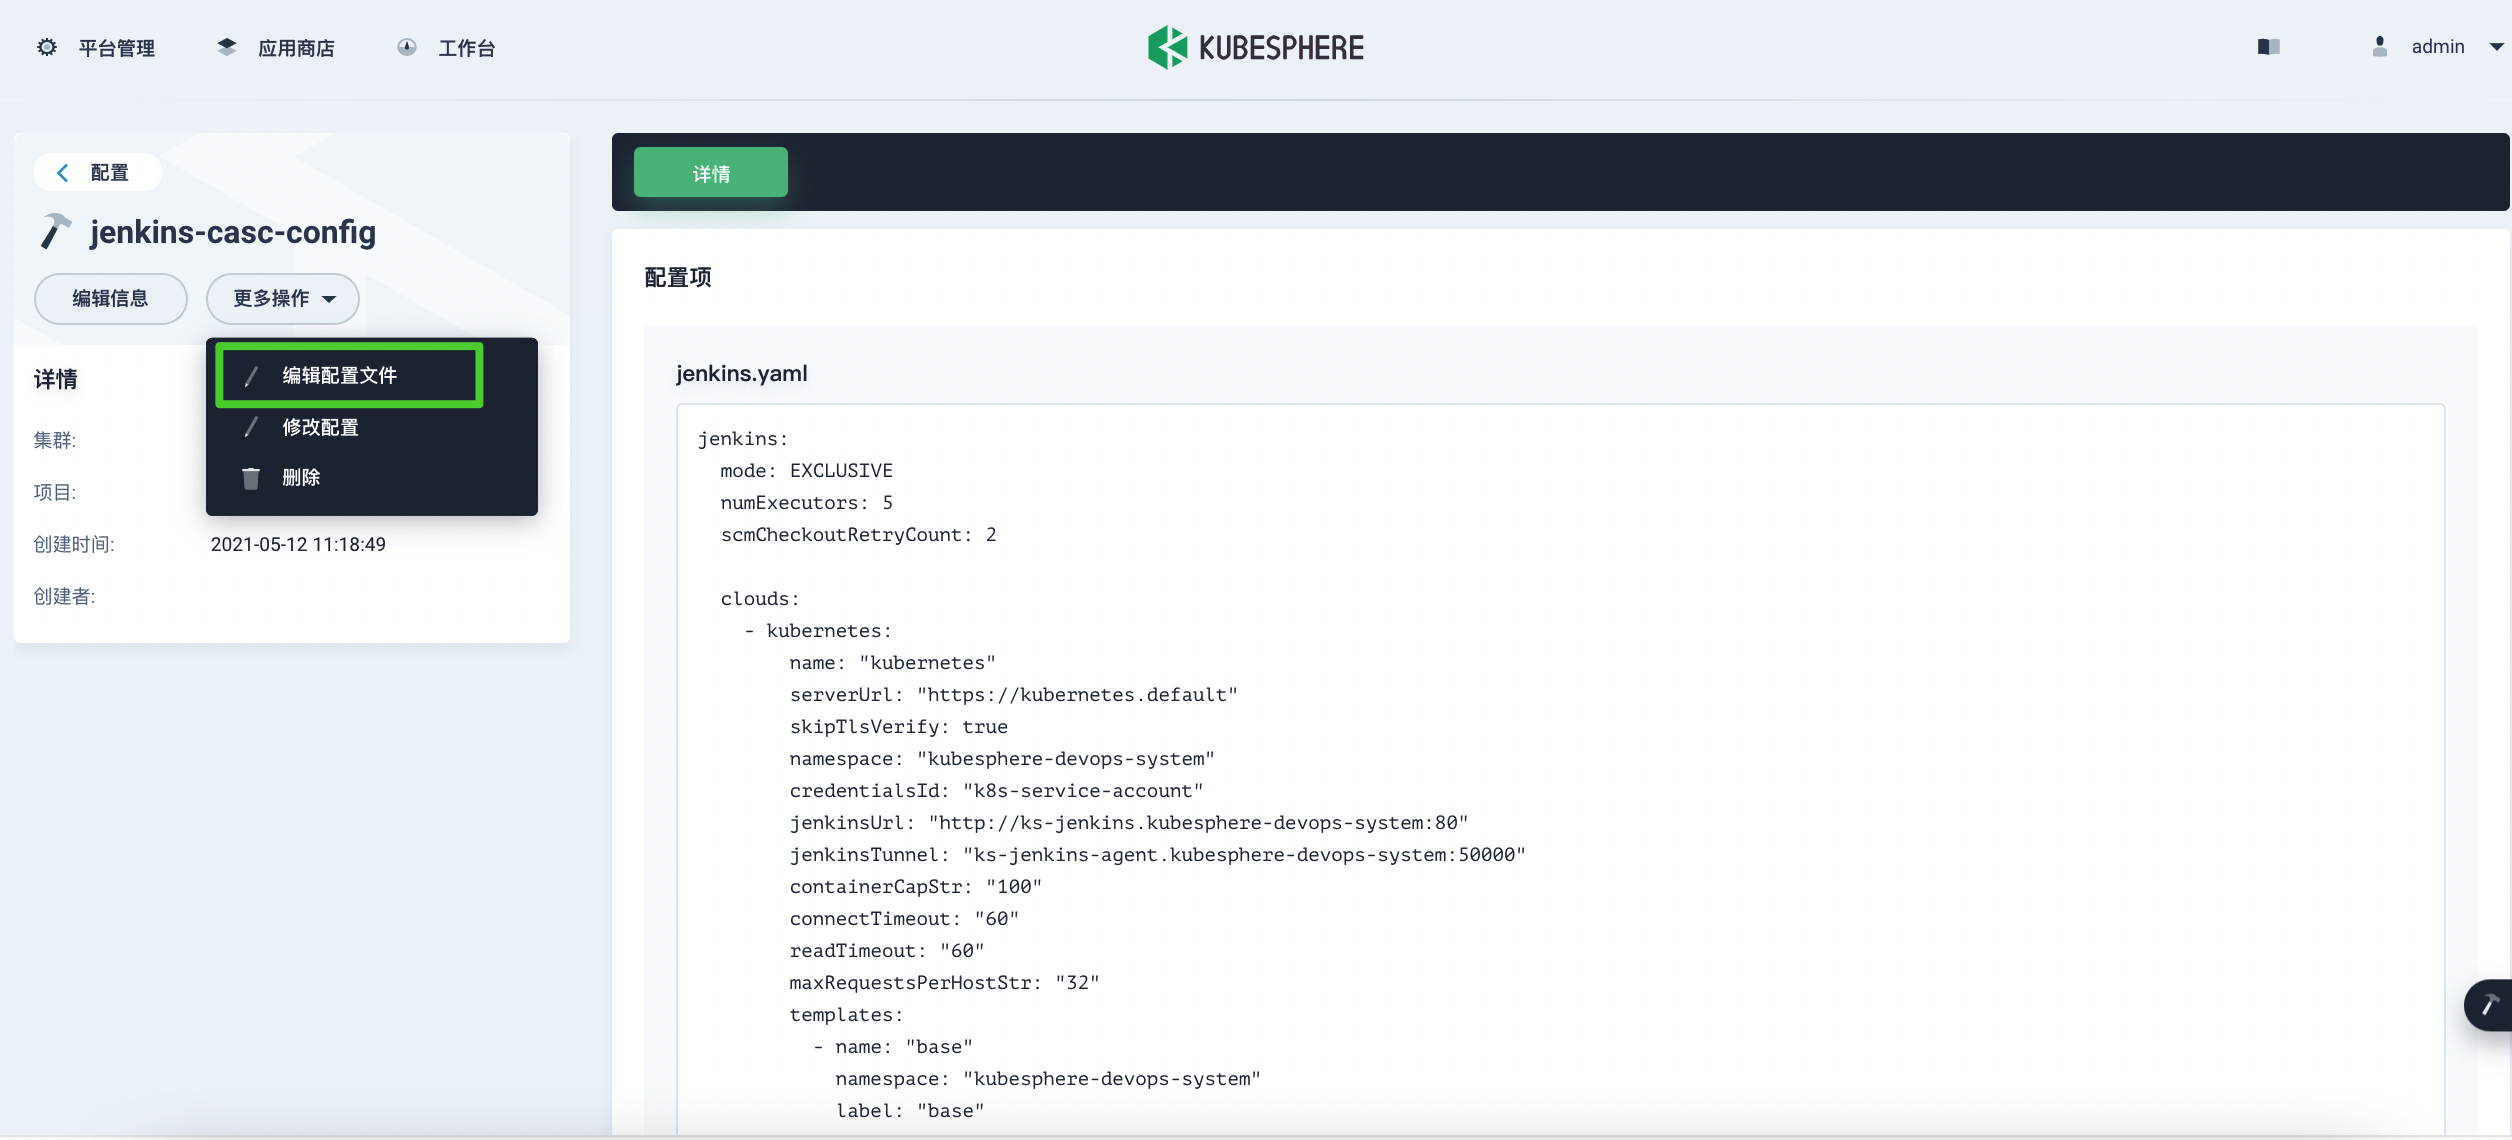 平台管理
应用商店
工作台
KUBESPHERE
admin
配置
jenkins-casc-config
编辑信息
更多操作
编辑配置文件
修改配置
删除
详情
集群:
项目:
创建时间: 2021-05-12 11:18:49
创建者:
详情
配置项
jenkins.yaml
jenkins:
  mode: EXCLUSIVE
  numExecutors: 5
  scmCheckoutRetryCount: 2
  clouds:
    - kubernetes:
        name: "kubernetes"
        serverUrl: "https://kubernetes.default"
        skipTlsVerify: true
        namespace: "kubesphere-devops-system"
        credentialsId: "k8s-service-account"
        jenkinsUrl: "http://ks-jenkins.kubesphere-devops-system:80"
        jenkinsTunnel: "ks-jenkins-agent.kubesphere-devops-system:50000"
        containerCapStr: "100"
        connectTimeout: "60"
        readTimeout: "60"
        maxRequestsPerHostStr: "32"
        templates:
          - name: "base"
            namespace: "kubesphere-devops-system"
            label: "base"